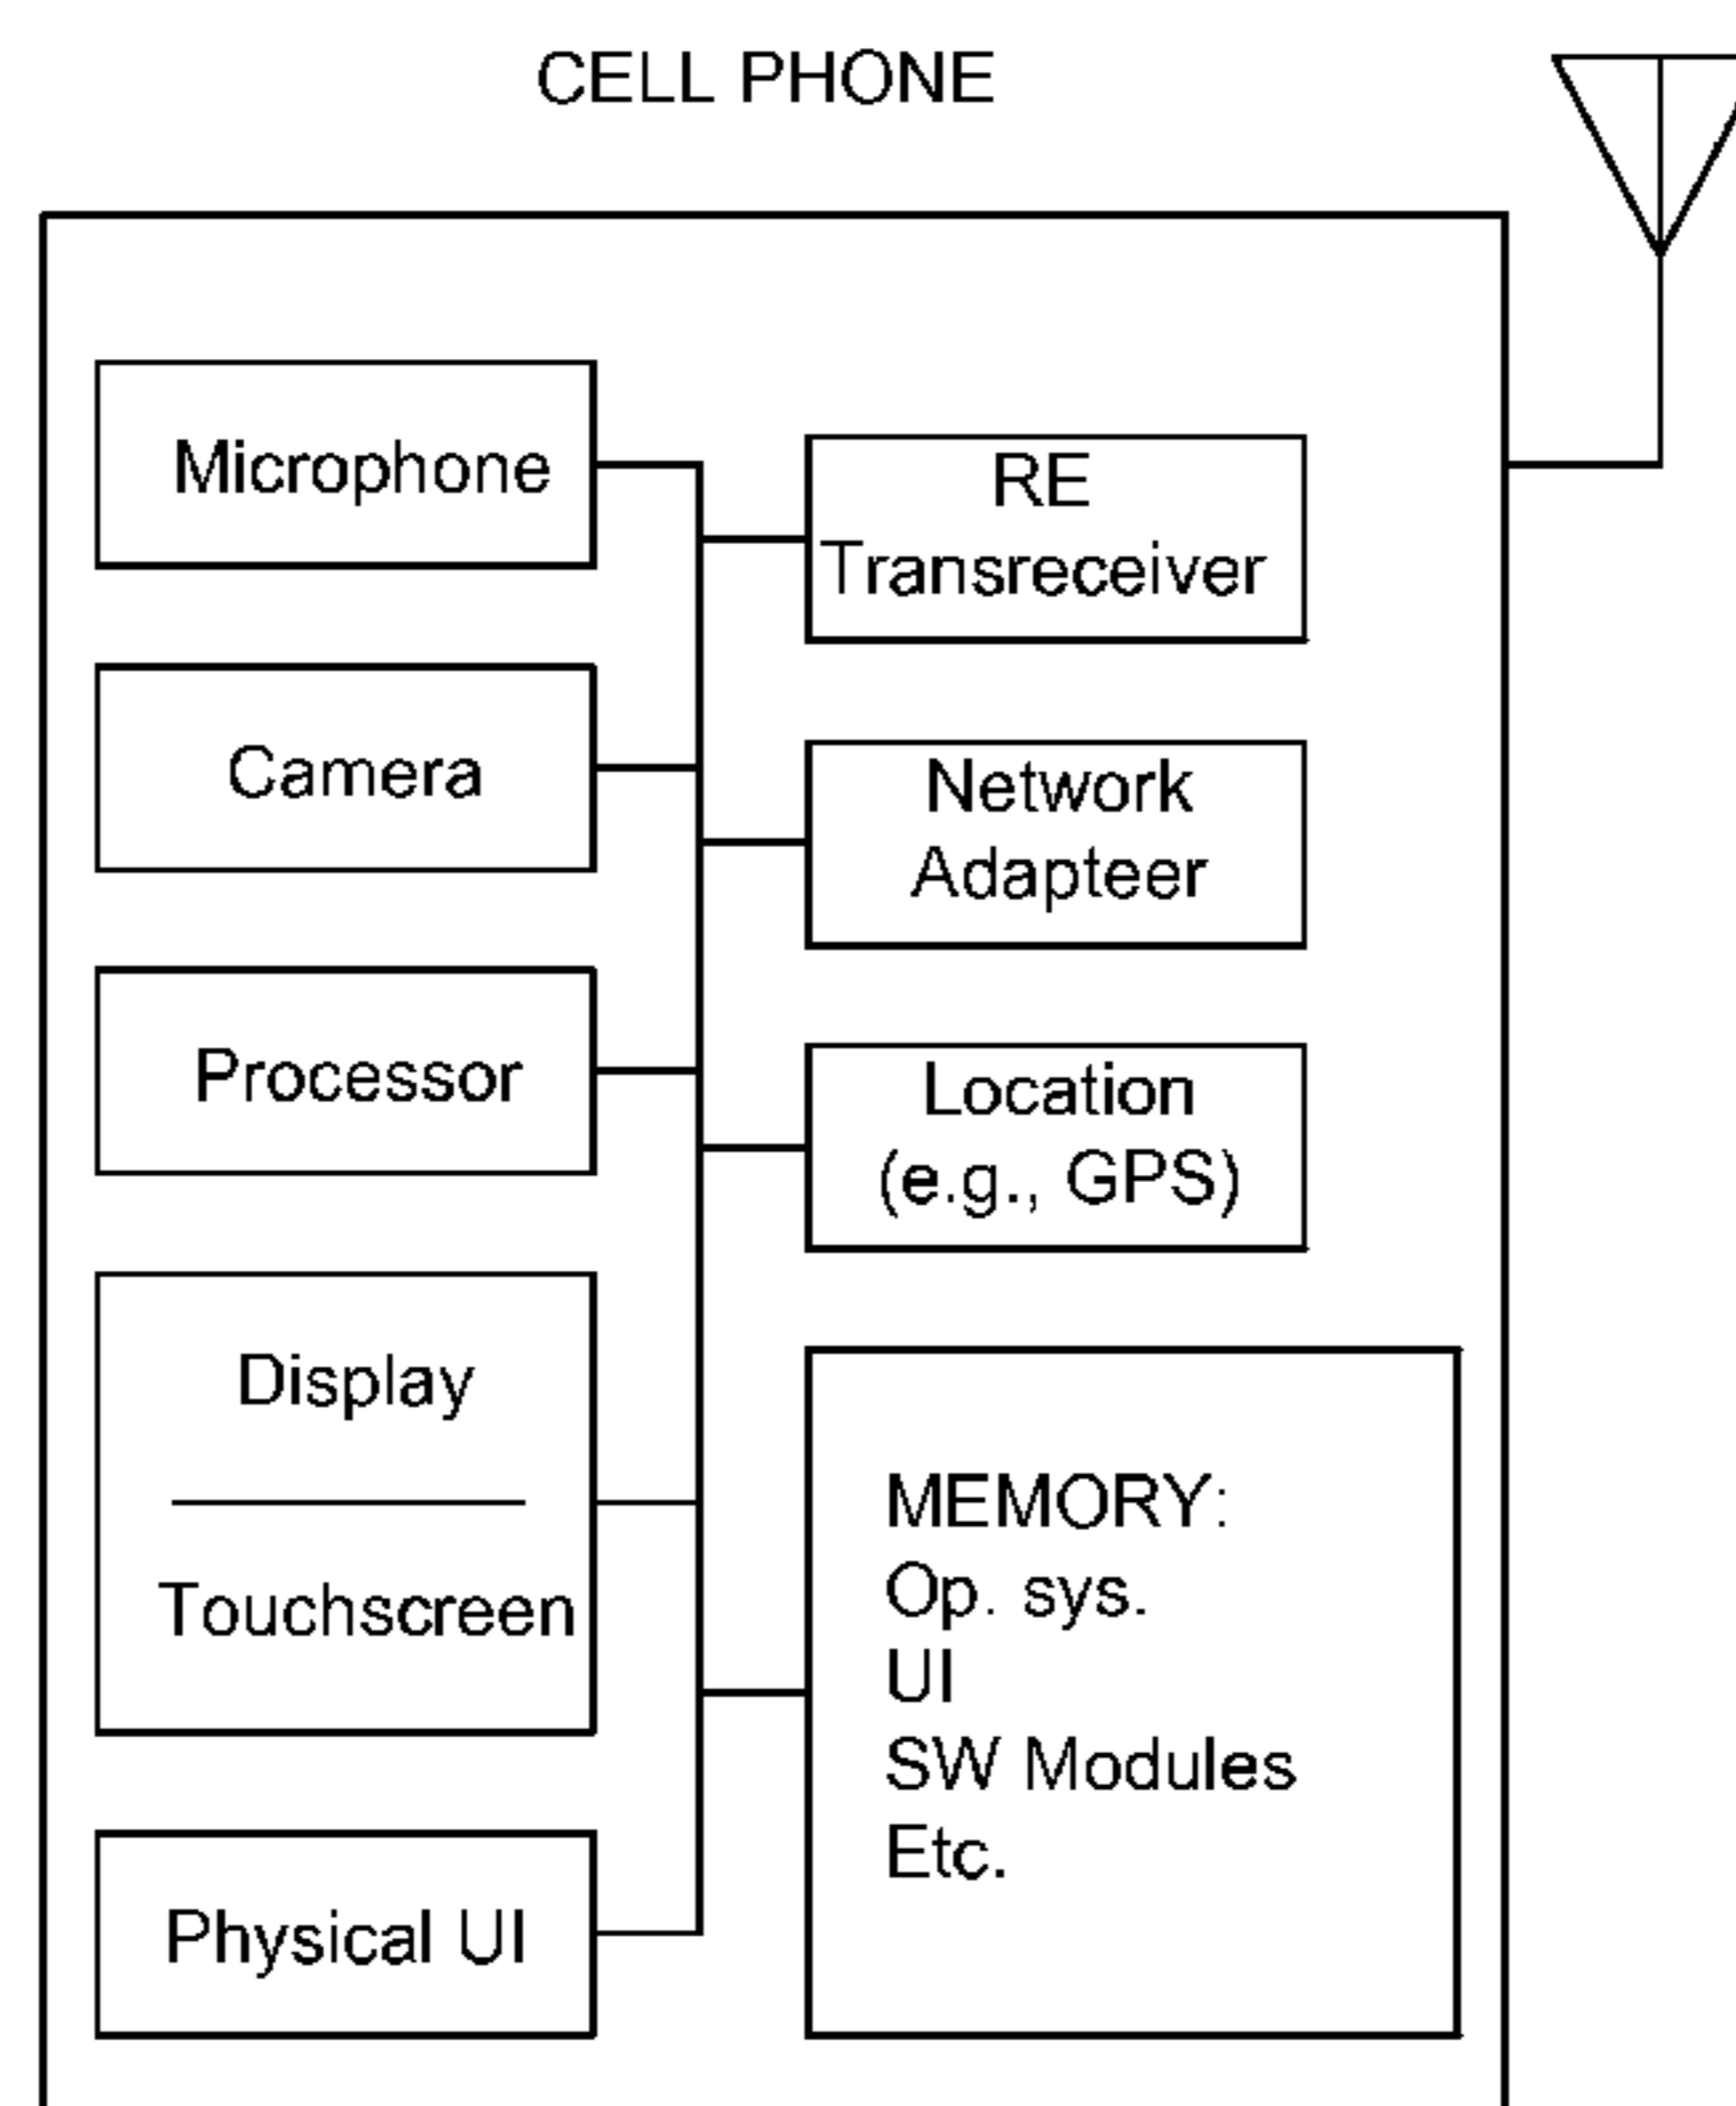 CELL PHONE
Microphone
Camera
Processor
Display
Touchscreen
Physical UI
RE
Transreceiver
Network
Adapteer
Location
(e.g., GPS)
MEMORY:
Op. sys.
UI
SW Modules
Etc.